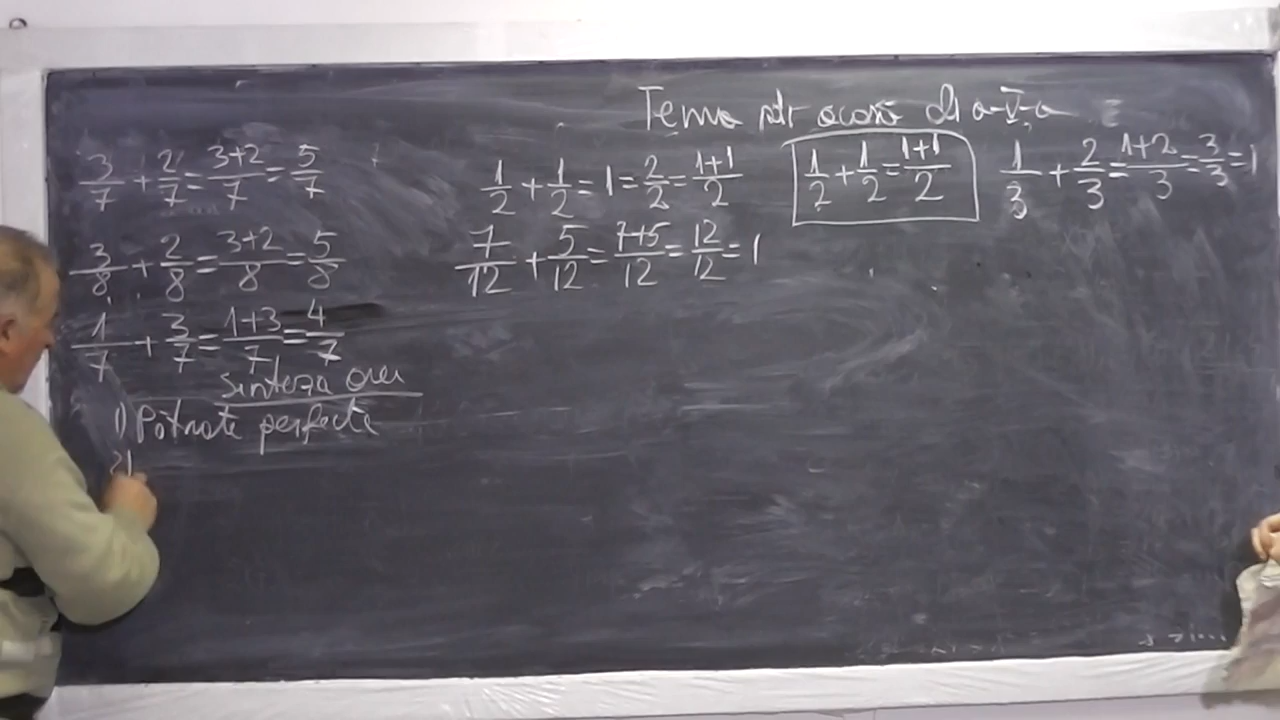 Tema ptr acasă
3/7 + 2/7 = 3+2/7 = 5/7
3/8 + 2/8 = 3+2/8 = 5/8
1/7 + 3/7 = 1+3/7 = 4/7
Sinteza orei
1) Pătrate perfecte
2)
1/2 + 1/2 = 1 = 2/2 = 1+1/2
7/12 + 5/12 = 7+5/12 = 12/12 = 1
1/2 + 1/2 = 1+1/2
1/3 + 2/3 = 1+2/3 = 3/3 = 1